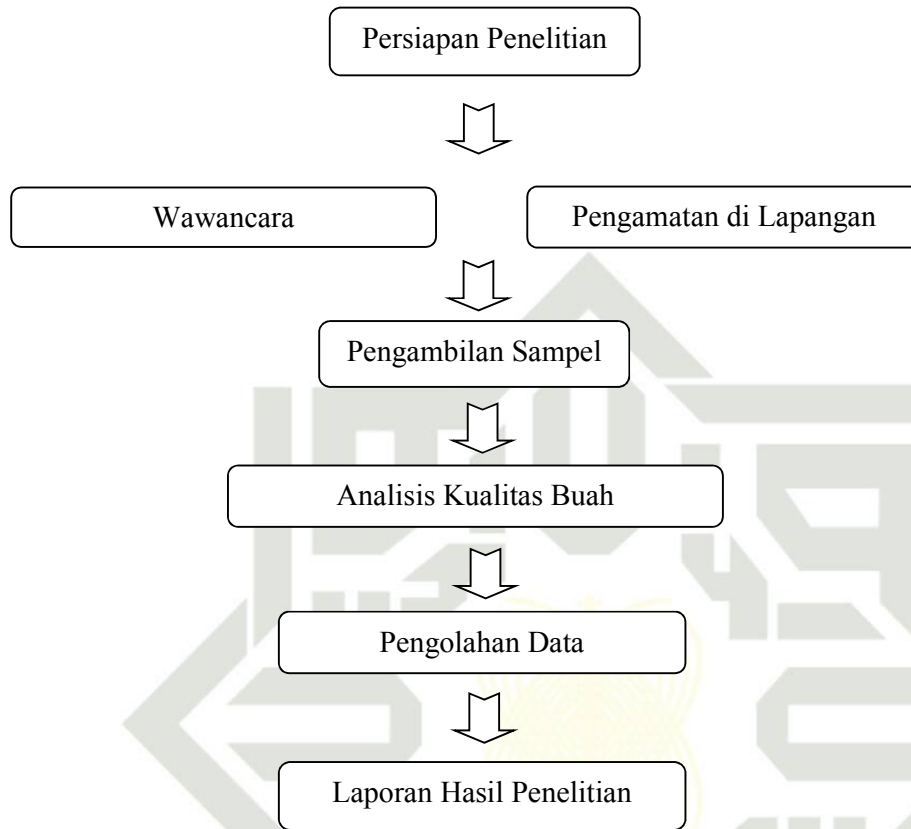 Persiapan Penelitian
Wawancara
Pengamatan di Lapangan
Pengambilan Sampel
Analisis Kualitas Buah
Pengolahan Data
Laporan Hasil Penelitian